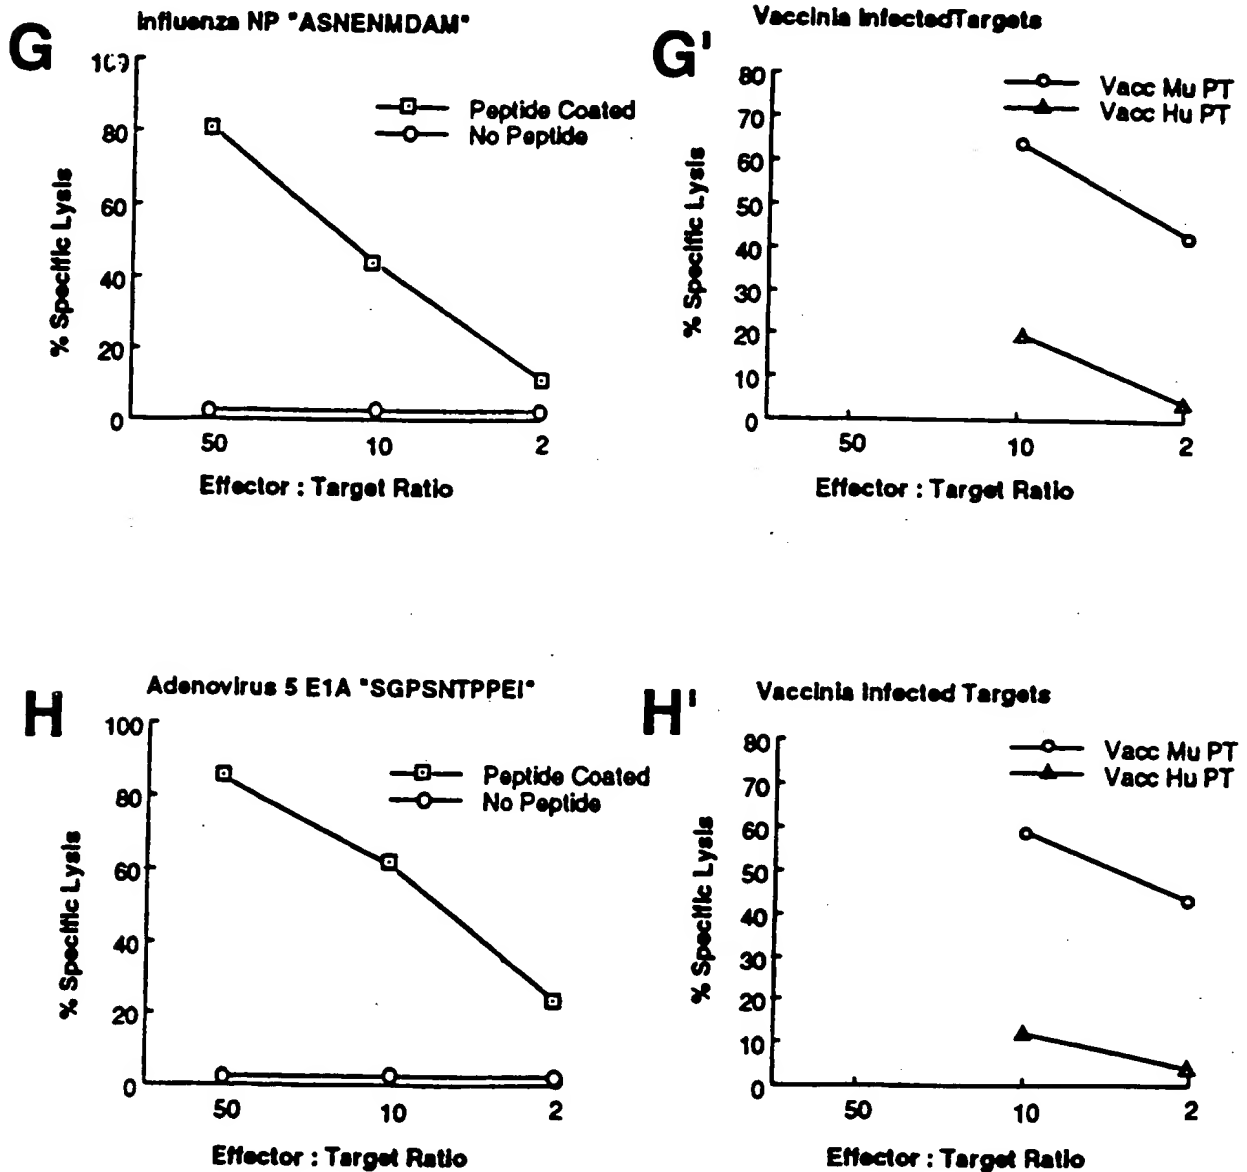 G
Influenza NP "ASNENMDAM"
100
80
60
40
20
0
% Specific Lysis
Peptide Coated
No Peptide
50 10 2
Effector : Target Ratio
G'
Vaccinia InfectedTargets
80
70
60
50
40
30
20
10
0
% Specific Lysis
Vacc Mu PT
Vacc Hu PT
50 10 2
Effector : Target Ratio
H
Adenovirus 5 E1A "SGPSNTPPEI"
100
80
60
40
20
0
% Specific Lysis
Peptide Coated
No Peptide
50 10 2
Effector : Target Ratio
H'
Vaccinia Infected Targets
80
70
60
50
40
30
20
10
0
% Specific Lysis
Vacc Mu PT
Vacc Hu PT
50 10 2
Effector : Target Ratio